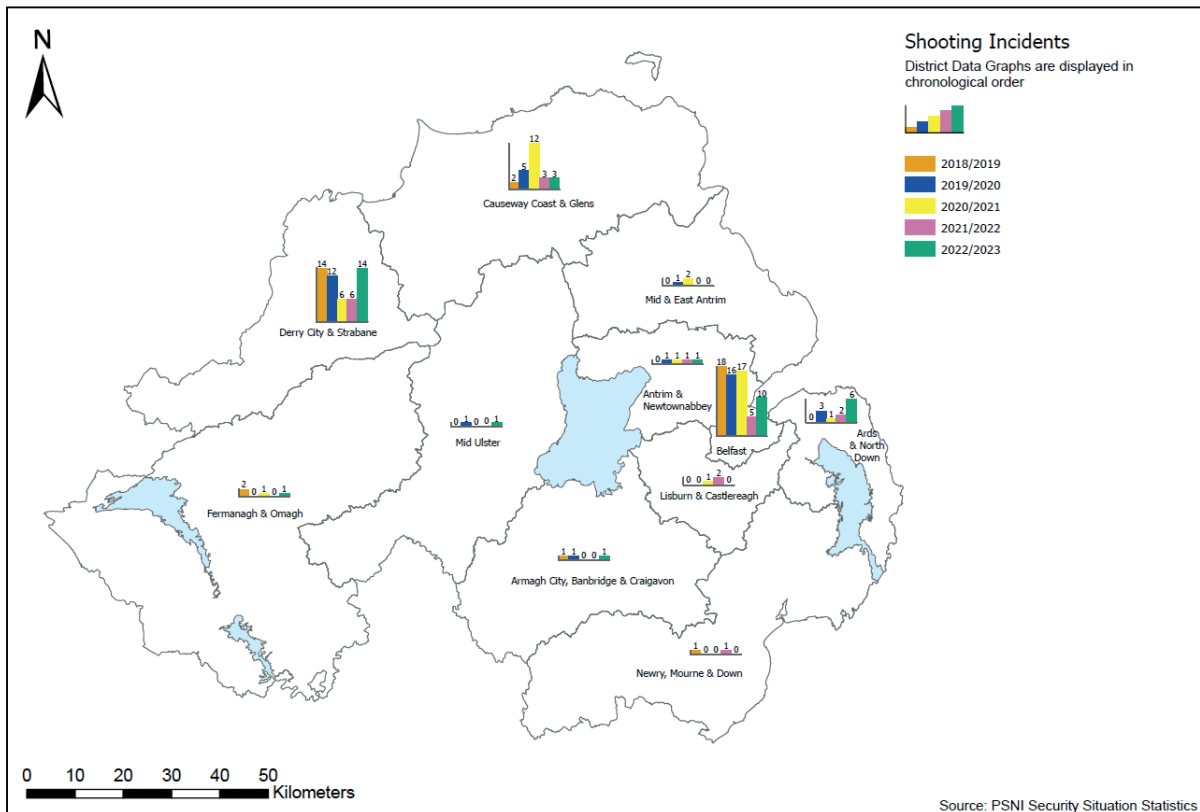 N
Shooting Incidents
District Data Graphs are displayed in
chronological order
2018/2019
2019/2020
2020/2021
2021/2022
2022/2023
2 5 12 3 3
Causeway Coast & Glens
14 12 6 6 14
Derry City & Strabane
0 1 2 0 0
Mid & East Antrim
0 1 1 1 1
Antrim &
Newtownabbey
18 16 17 5 10
Belfast
0 3 1 2 6
Ards
& North
Down
0 1 0 0 1
Mid Ulster
2 0 1 0 1
Fermanagh & Omagh
0 0 1 2 0
Lisburn & Castlereagh
1 1 0 0 1
Armagh City, Banbridge & Craigavon
1 0 0 1 0
Newry, Mourne & Down
0 10 20 30 40 50
Kilometers
Source: PSNI Security Situation Statistics